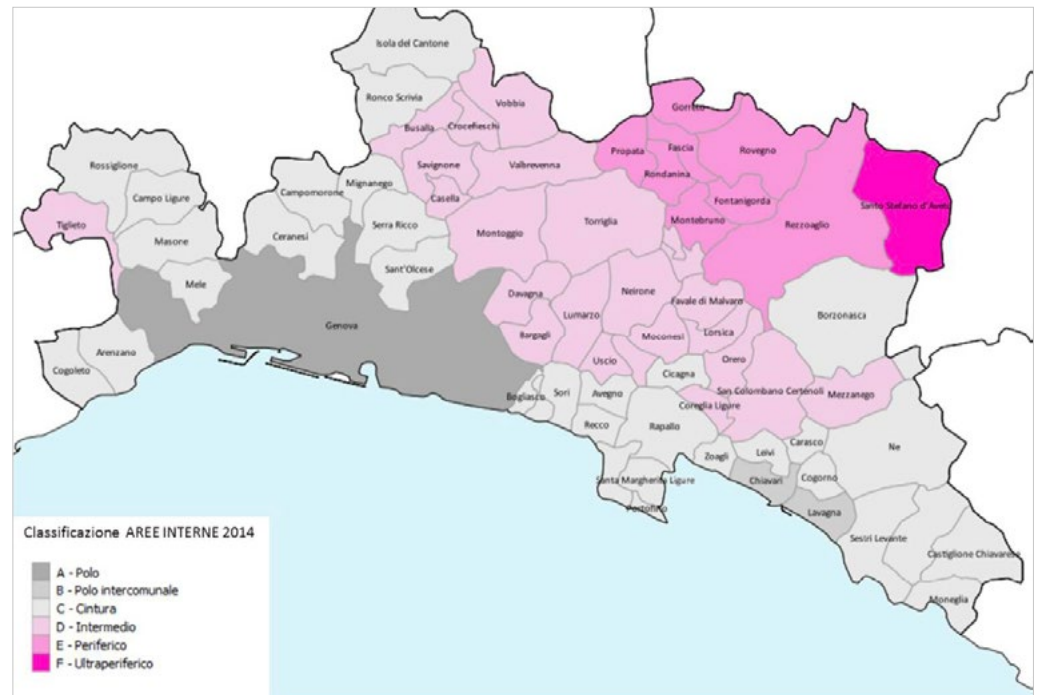 Isola del Cantone
Ronco Scrivia
Vobbia
Crocefieschi
Busalla
Gorreto
Rossiglione
Savignone
Valbrevenna
Propata
Fascia
Rovegno
Campo Ligure
Campomorone
Mignanego
Casella
Rondanina
Fontanigorda
Santo Stefano d'Aveto
Tiglieto
Masone
Ceranesi
Serra Ricco
Montoggio
Torriglia
Montebruno
Rezzoaglio
Mele
Sant'Olcese
Davagna
Neirone
Favale di Malvaro
Lumarzo
Borzonasca
Genova
Bargagli
Moconesi
Lorsica
Arenzano
Cogoleto
Uscio
Cicagna
Orero
Bogliasco
Sori
Avegno
Coreglia Ligure
San Colombano Certenoli
Mezzanego
Recco
Rapallo
Zoagli
Leivi
Carasco
Ne
Santa Margherita Ligure
Chiavari
Cogorno
Portofino
Lavagna
Sestri Levante
Castiglione Chiavarese
Moneglia
Classificazione AREE INTERNE 2014
A - Polo
B - Polo intercomunale
C - Cintura
D - Intermedio
E - Periferico
F - Ultraperiferico